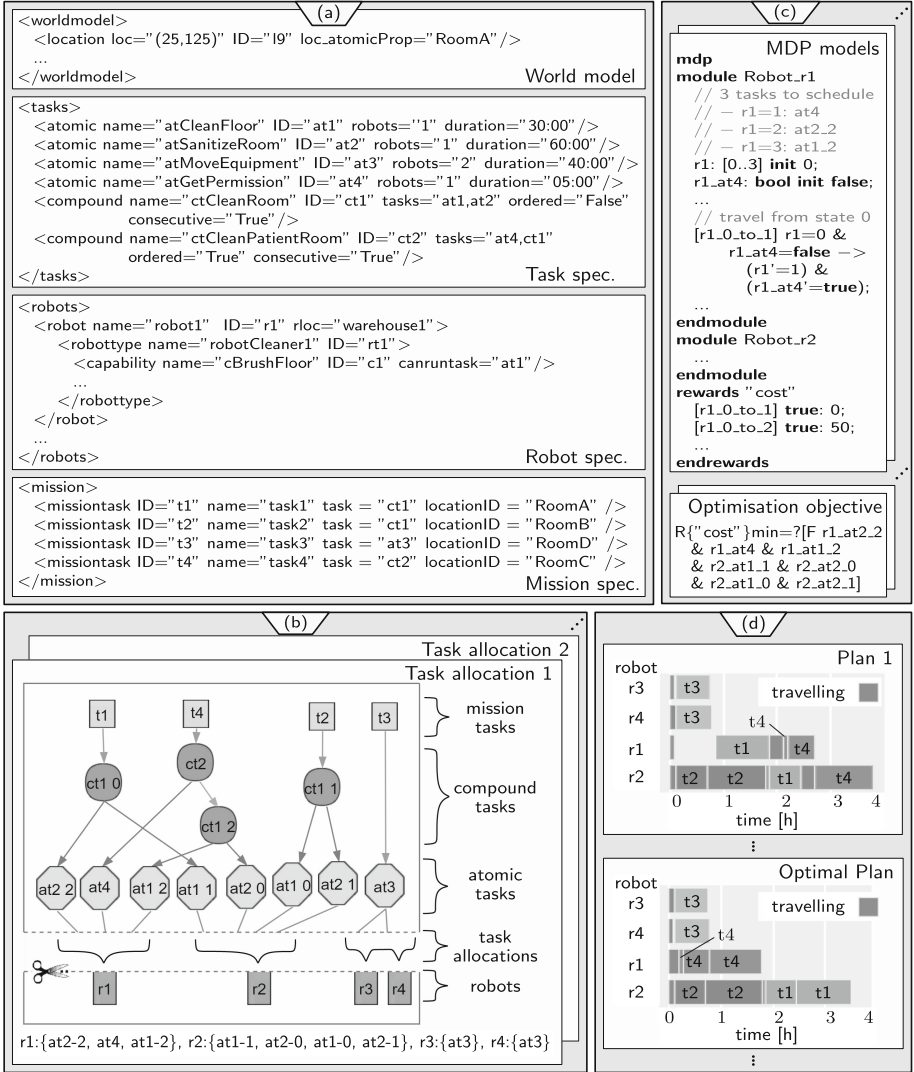 (a)
<worldmodel>
<location loc="(25,125)" ID="l9" loc_atomicProp="RoomA"/>
...
</worldmodel>
World model
<tasks>
<atomic name="atCleanFloor" ID="at1" robots="1" duration="30:00"/>
<atomic name="atSanitizeRoom" ID="at2" robots="1" duration="60:00"/>
<atomic name="atMoveEquipment" ID="at3" robots="2" duration="40:00"/>
<atomic name="atGetPermission" ID="at4" robots="1" duration="05:00"/>
<compound name="ctCleanRoom" ID="ct1" tasks="at1,at2" ordered="False"
consecutive="True"/>
<compound name="ctCleanPatientRoom" ID="ct2" tasks="at4,ct1"
ordered="True" consecutive="True"/>
</tasks>
Task spec.
<robots>
<robot name="robot1" ID="r1" rloc="warehouse1">
<robottype name="robotCleaner1" ID="rt1">
<capability name="cBrushFloor" ID="c1" canruntask="at1"/>
...
</robottype>
</robot>
...
</robots>
Robot spec.
<mission>
<missiontask ID="t1" name="task1" task = "ct1" locationID = "RoomA" />
<missiontask ID="t2" name="task2" task = "ct1" locationID = "RoomB" />
<missiontask ID="t3" name="task3" task = "at3" locationID = "RoomD" />
<missiontask ID="t4" name="task4" task = "ct2" locationID = "RoomC" />
</mission>
Mission spec.
(c)
MDP models
mdp
module Robot_r1
// 3 tasks to schedule
// − r1=1: at4
// − r1=2: at2_2
// − r1=3: at1_2
r1: [0..3] init 0;
r1_at4: bool init false;
...
// travel from state 0
[r1_0_to_1] r1=0 &
r1_at4=false −>
(r1'=1) &
(r1_at4'=true);
...
endmodule
module Robot_r2
...
endmodule
rewards "cost"
[r1_0_to_1] true: 0;
[r1_0_to_2] true: 50;
...
endrewards
Optimisation objective
R{"cost"}min=?[F r1_at2_2
& r1_at4 & r1_at1_2
& r2_at1_1 & r2_at2_0
& r2_at1_0 & r2_at2_1]
(b)
Task allocation 2
Task allocation 1
t1 t4 t2 t3
mission
tasks
ct2
ct1 0 ct1 1
compound
tasks
ct1 2
at2 2 at4 at1 2 at1 1 at2 0 at1 0 at2 1 at3
atomic
tasks
task
allocations
r1 r2 r3 r4
robots
r1:{at2-2, at4, at1-2}, r2:{at1-1, at2-0, at1-0, at2-1}, r3:{at3}, r4:{at3}
(d)
Plan 1
robot
r3 t3
travelling
r4 t3
t4
r1 t1 t4
r2 t2 t2 t1 t4
0 1 2 3 4
time [h]
Optimal Plan
robot
r3 t3
travelling
r4 t3
t4
r1 t4 t4
r2 t2 t2 t1 t1
0 1 2 3 4
time [h]